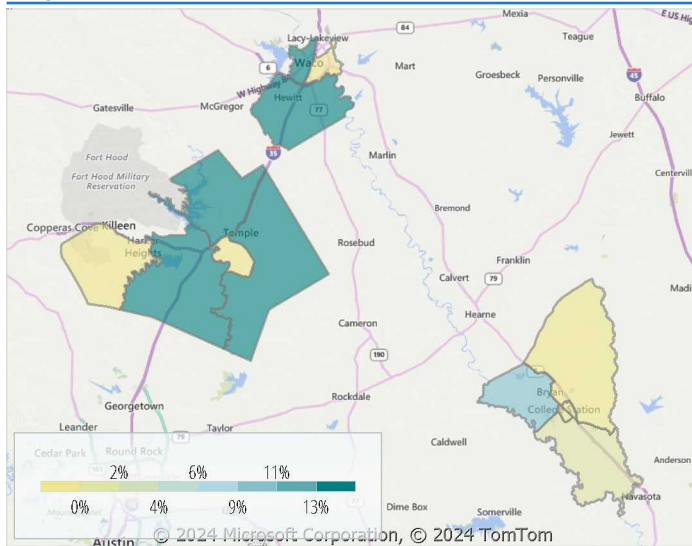 Mexia
E US Hig
84
Teague
Lacy-Lakeview
6
Waco
Mart
45
Groesbeck
Personville
W Highway
Hewitt
Buffalo
Gatesville
McGregor
77
Jewett
35
Fort Hood
Marlin
Fort Hood Military
Reservation
Centervill
Bremond
Copperas Cove
Killeen
Temple
Harker
Heights
Rosebud
Franklin
Calvert
79
Madi
Hearne
Cameron
190
Bryan
Rockdale
College Station
Georgetown
Leander
79
Taylor
Caldwell
Cedar Park
Round Rock
Anderson
2%
6%
11%
0%
4%
9%
13%
77
Navasota
Dime Box
Somerville
© 2024 Microsoft Corporation, © 2024 TomTom
Austin